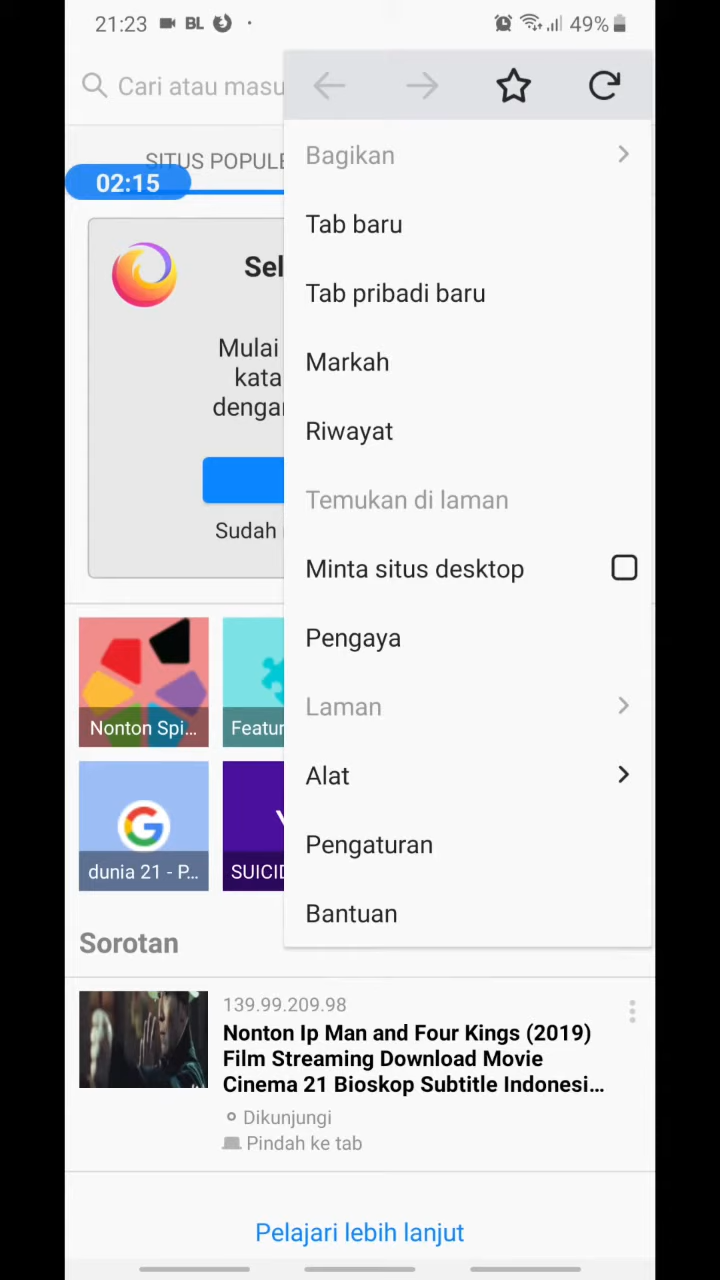 21:23 BL 49%
Cari atau masu
SITUS POPULE
02:15
Sel
Mulai
kata
dengan
Sudah
Bagikan
Tab baru
Tab pribadi baru
Markah
Riwayat
Temukan di laman
Minta situs desktop
Pengaya
Laman
Alat
Pengaturan
Bantuan
Nonton Spi...
Featur
dunia 21 - P...
SUICID
Sorotan
139.99.209.98
Nonton Ip Man and Four Kings (2019)
Film Streaming Download Movie
Cinema 21 Bioskop Subtitle Indonesi...
Dikunjungi
Pindah ke tab
Pelajari lebih lanjut